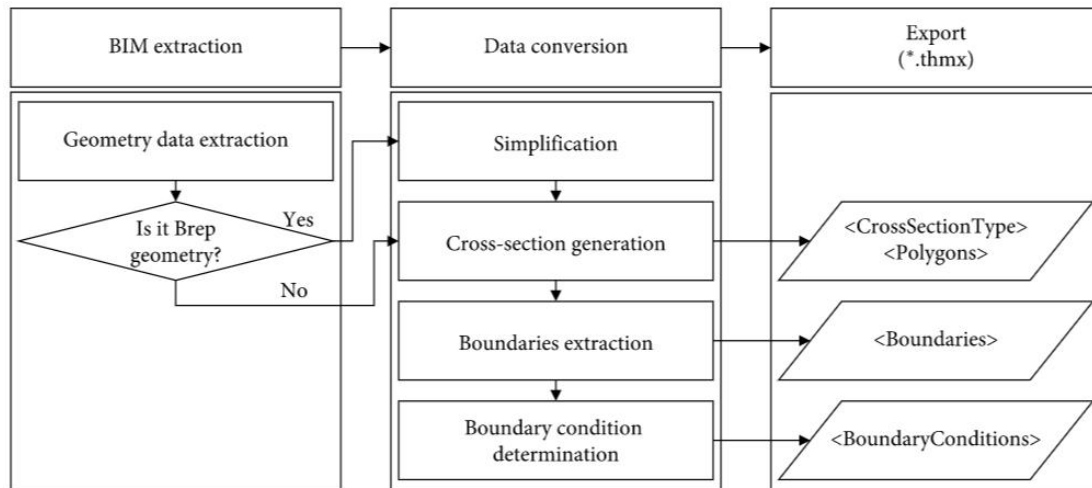 BIM extraction
Data conversion
Export
(*.thmx)
Geometry data extraction
Is it Brep
geometry?
Yes
No
Simplification
Cross-section generation
Boundaries extraction
Boundary condition
determination
<CrossSectionType>
<Polygons>
<Boundaries>
<BoundaryConditions>